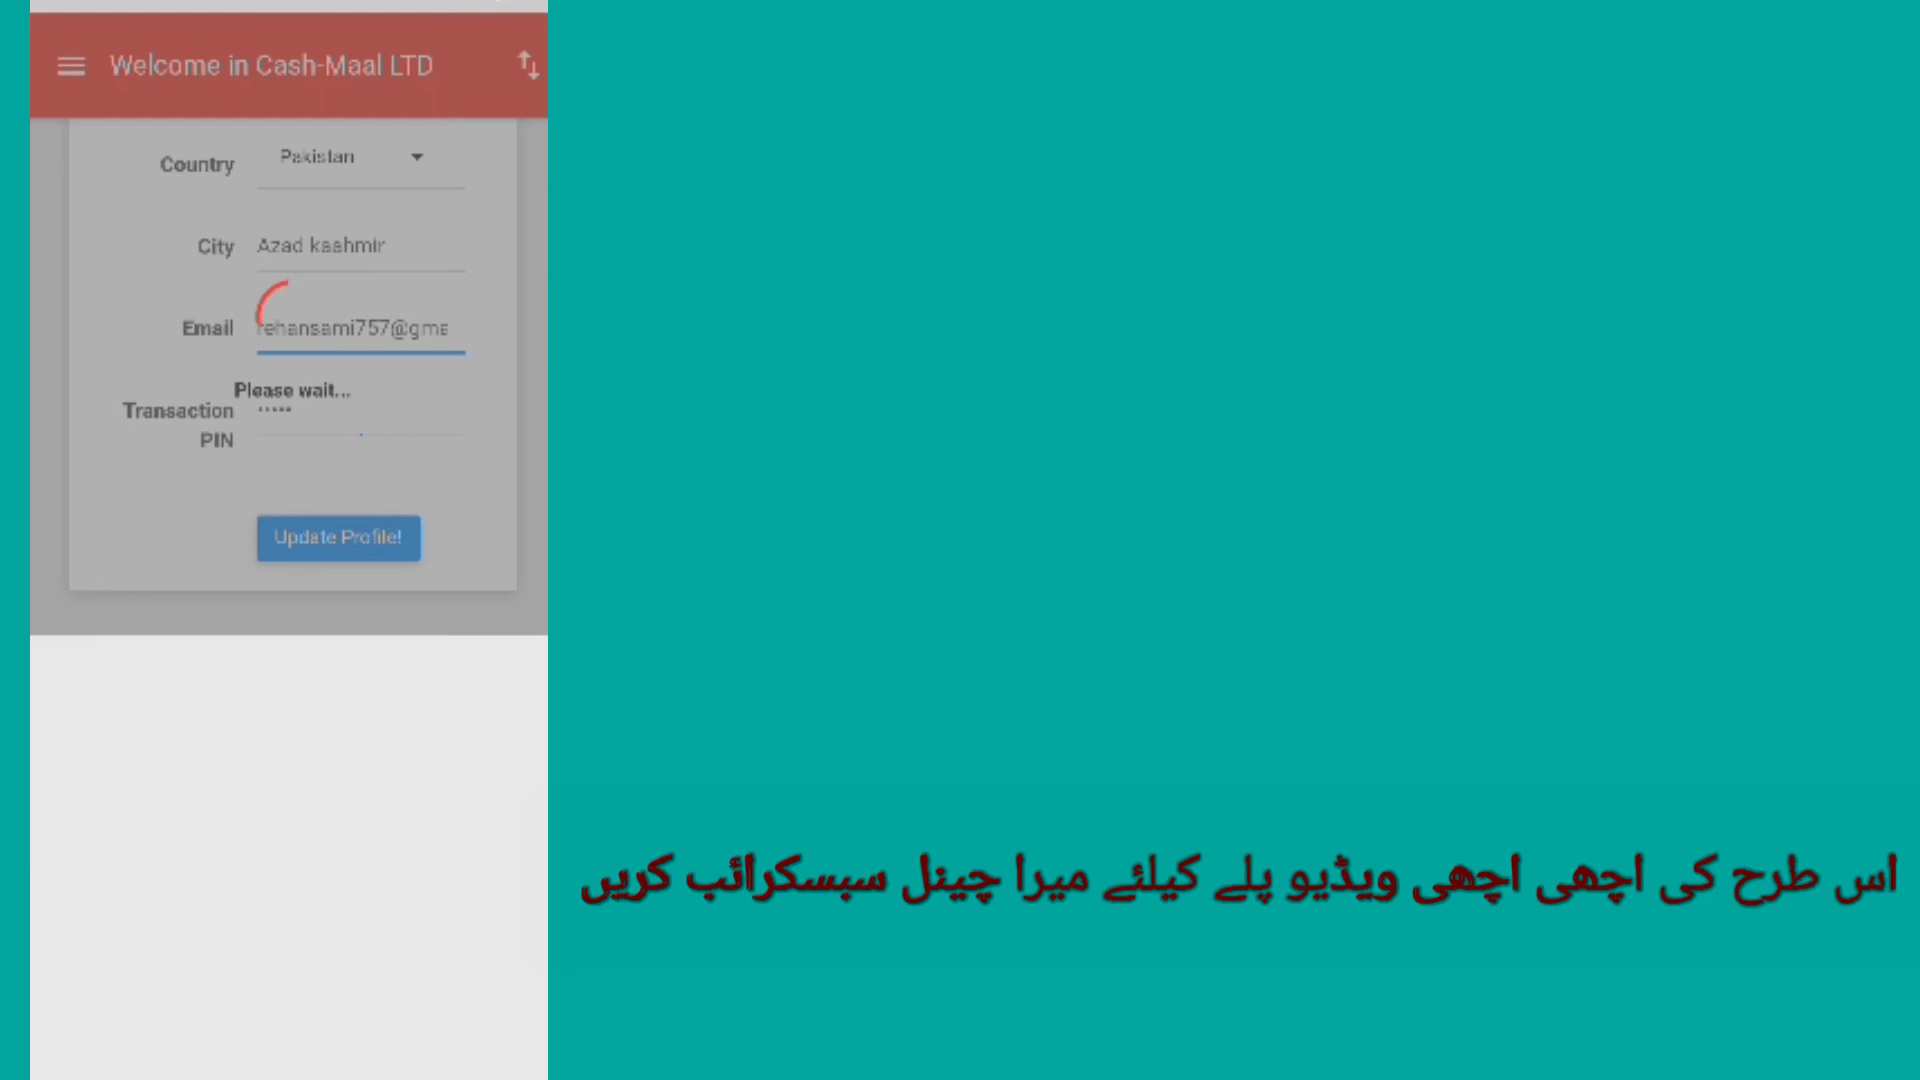 Welcome in Cash-Maal LTD
Country Pakistan
City Azad kashmir
Email rehansami757@gma
Please wait...
Transaction PIN •••••
Update Profile!
اس طرح کی اچھی اچھی ویڈیو پلے کیلئے میرا چینل سبسکرائب کریں